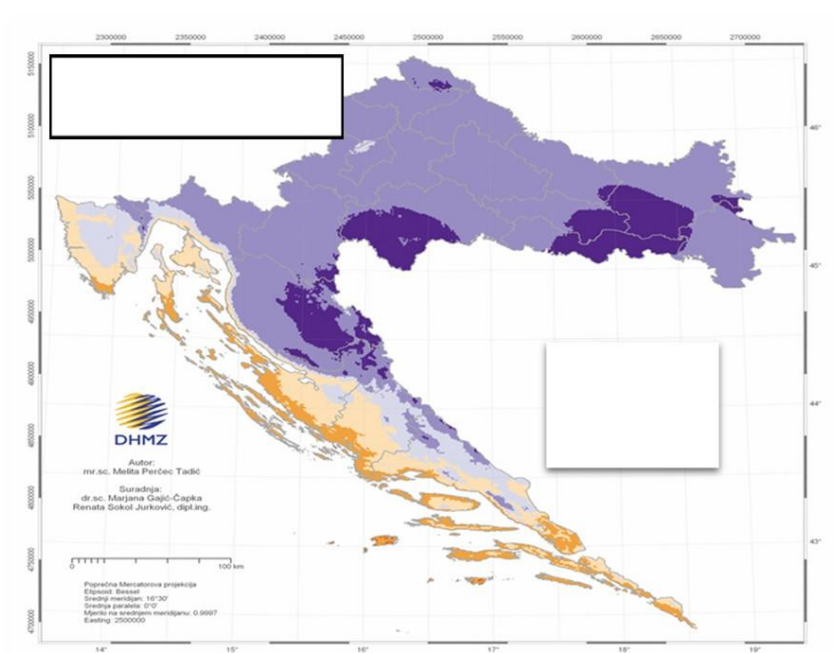 2300000 2350000 2400000 2450000 2500000 2550000 2600000 2650000 2700000
5150000
5100000
5050000
5000000
4950000
4900000
4850000
4800000
4750000
4700000
46°
45°
44°
43°
DHMZ
Autor:
mr.sc. Melita Perčec Tadić
Suradnja:
dr.sc. Marjana Gajić-Čapka
Renata Sokol Jurković, dipl.ing.
0 100 km
Poprečna Mercatorova projekcija
Elipsoid: Bessel
Srednji meridijan: 16°30'
Srednja paralela: 0°0'
Mjerilo na srednjem meridijanu: 0.9997
Easting: 2500000
14° 15° 16° 17° 18° 19°